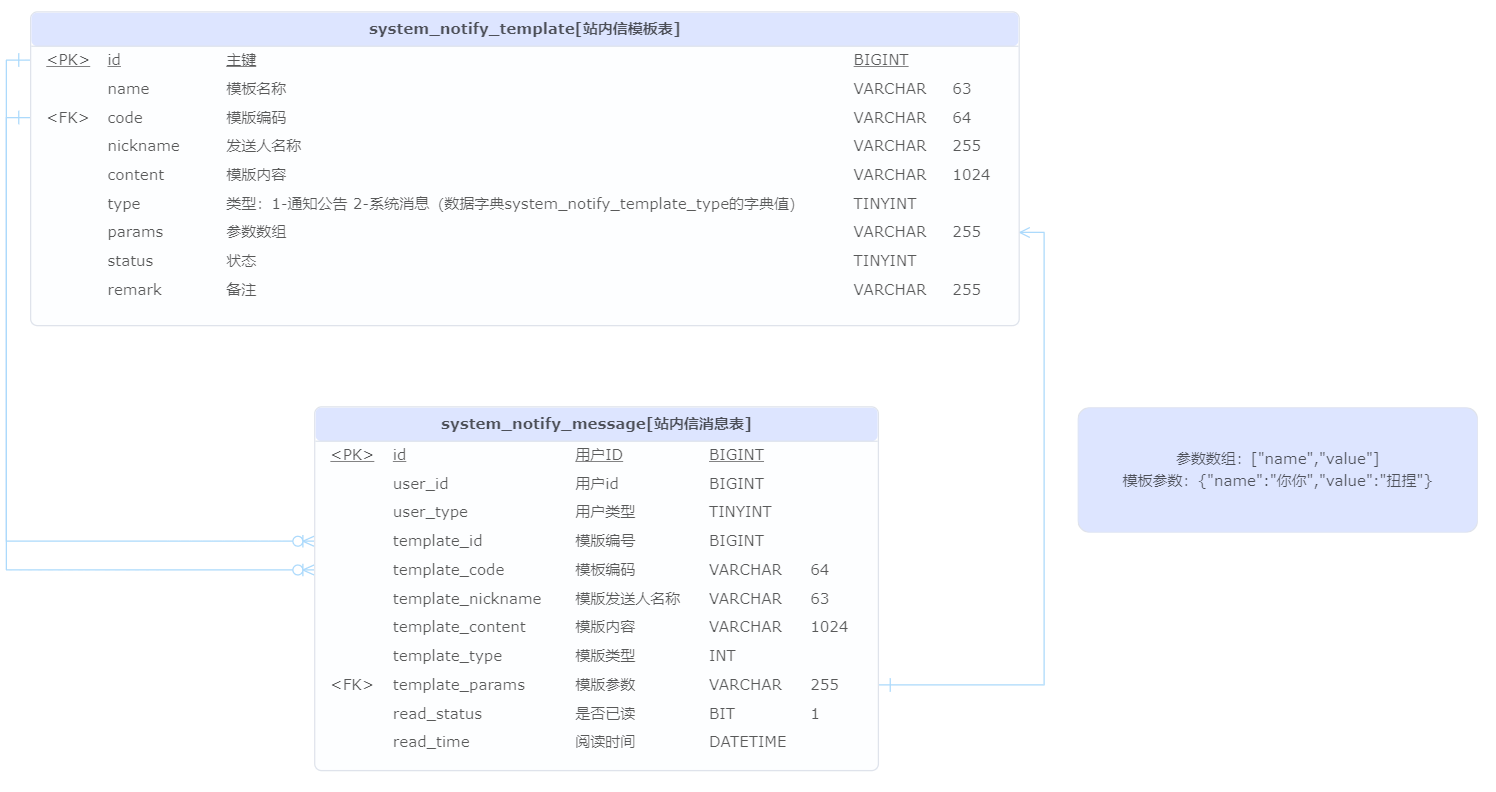 system_notify_template[站内信模板表]
<PK> id 主键 BIGINT
name 模板名称 VARCHAR 63
<FK> code 模版编码 VARCHAR 64
nickname 发送人名称 VARCHAR 255
content 模版内容 VARCHAR 1024
type 类型：1-通知公告 2-系统消息（数据字典system_notify_template_type的字典值） TINYINT
params 参数数组 VARCHAR 255
status 状态 TINYINT
remark 备注 VARCHAR 255
system_notify_message[站内信消息表]
<PK> id 用户ID BIGINT
user_id 用户id BIGINT
user_type 用户类型 TINYINT
template_id 模版编号 BIGINT
template_code 模板编码 VARCHAR 64
template_nickname 模版发送人名称 VARCHAR 63
template_content 模版内容 VARCHAR 1024
template_type 模版类型 INT
<FK> template_params 模版参数 VARCHAR 255
read_status 是否已读 BIT 1
read_time 阅读时间 DATETIME
参数数组：["name","value"]
模板参数：{"name":"你你","value":"扭捏"}